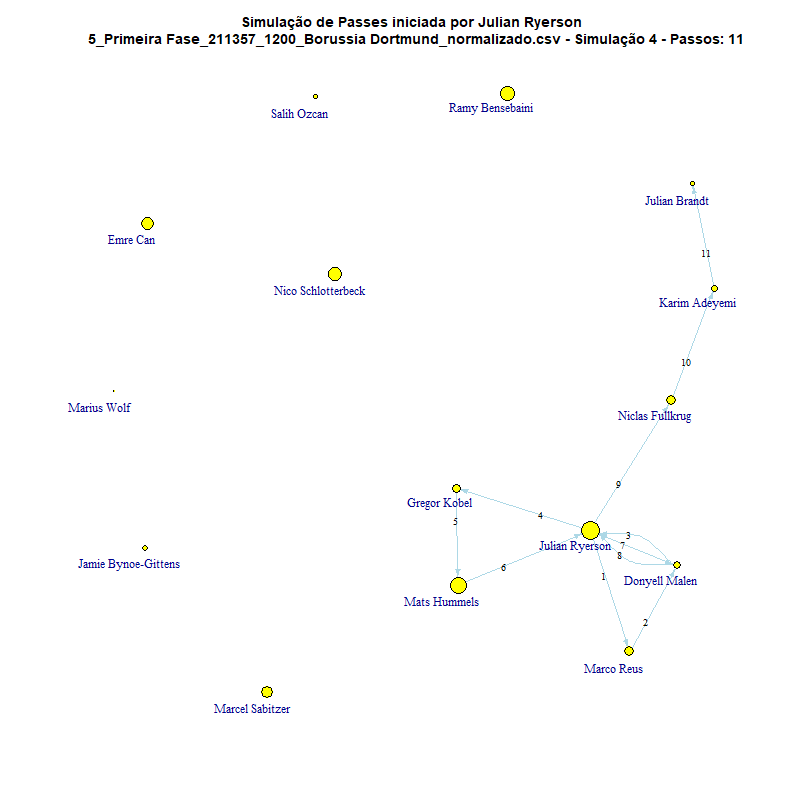 Simulação de Passes iniciada por Julian Ryerson
5_Primeira Fase_211357_1200_Borussia Dortmund_normalizado.csv - Simulação 4 - Passos: 11
Salih Ozcan
Ramy Bensebaini
Julian Brandt
Emre Can
11
Nico Schlotterbeck
Karim Adeyemi
10
Marius Wolf
Niclas Fullkrug
9
Gregor Kobel
4
5
3
7
8
Julian Ryerson
Jamie Bynoe-Gittens
6
1
Donyell Malen
Mats Hummels
2
Marco Reus
Marcel Sabitzer